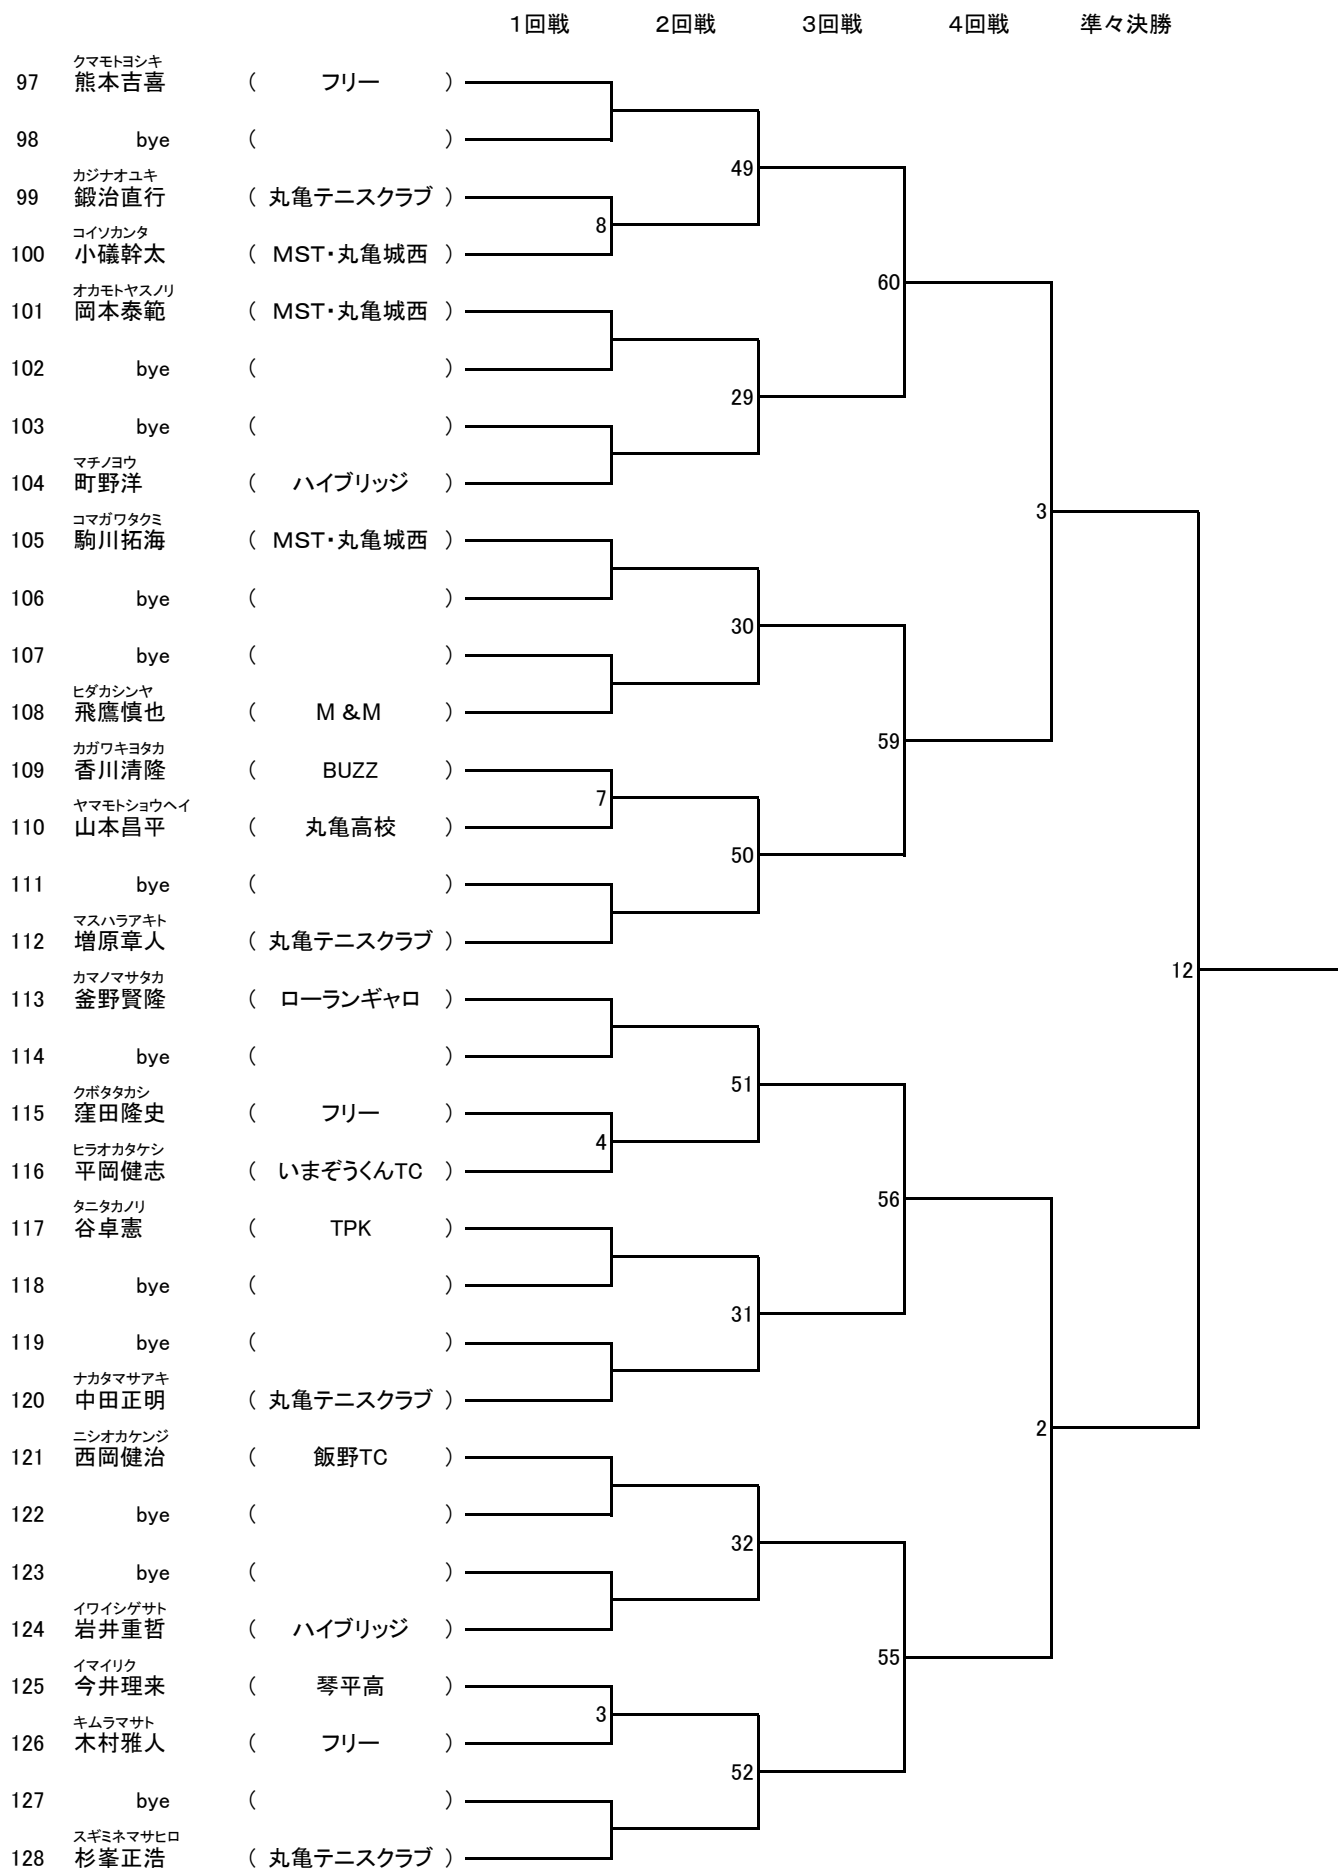 1回戦 2回戦 3回戦 4回戦 準々決勝
クマモトヨシキ
97 熊本吉喜 ( フリー )
98 bye ( )
49
カジナオユキ
99 鍛治直行 ( 丸亀テニスクラブ )
8
コイソカンタ
100 小礒幹太 ( MST・丸亀城西 )
60
オカモトヤスノリ
101 岡本泰範 ( MST・丸亀城西 )
102 bye ( )
29
103 bye ( )
マチノヨウ
104 町野洋 ( ハイブリッジ )
3
コマガワタクミ
105 駒川拓海 ( MST・丸亀城西 )
106 bye ( )
30
107 bye ( )
ヒダカシンヤ
108 飛鷹慎也 ( M &M )
59
カガワキヨタカ
109 香川清隆 ( BUZZ )
7
ヤマモトショウヘイ
110 山本昌平 ( 丸亀高校 )
50
111 bye ( )
マスハラアキト
112 増原章人 ( 丸亀テニスクラブ )
12
カマノマサタカ
113 釜野賢隆 ( ローランギャロ )
114 bye ( )
51
クボタタカシ
115 窪田隆史 ( フリー )
4
ヒラオカタケシ
116 平岡健志 ( いまぞうくんTC )
56
タニタカノリ
117 谷卓憲 ( TPK )
118 bye ( )
31
119 bye ( )
ナカタマサアキ
120 中田正明 ( 丸亀テニスクラブ )
2
ニシオカケンジ
121 西岡健治 ( 飯野TC )
122 bye ( )
32
123 bye ( )
イワイシゲサト
124 岩井重哲 ( ハイブリッジ )
55
イマイリク
125 今井理来 ( 琴平高 )
3
キムラマサト
126 木村雅人 ( フリー )
52
127 bye ( )
スギミネマサヒロ
128 杉峯正浩 ( 丸亀テニスクラブ )